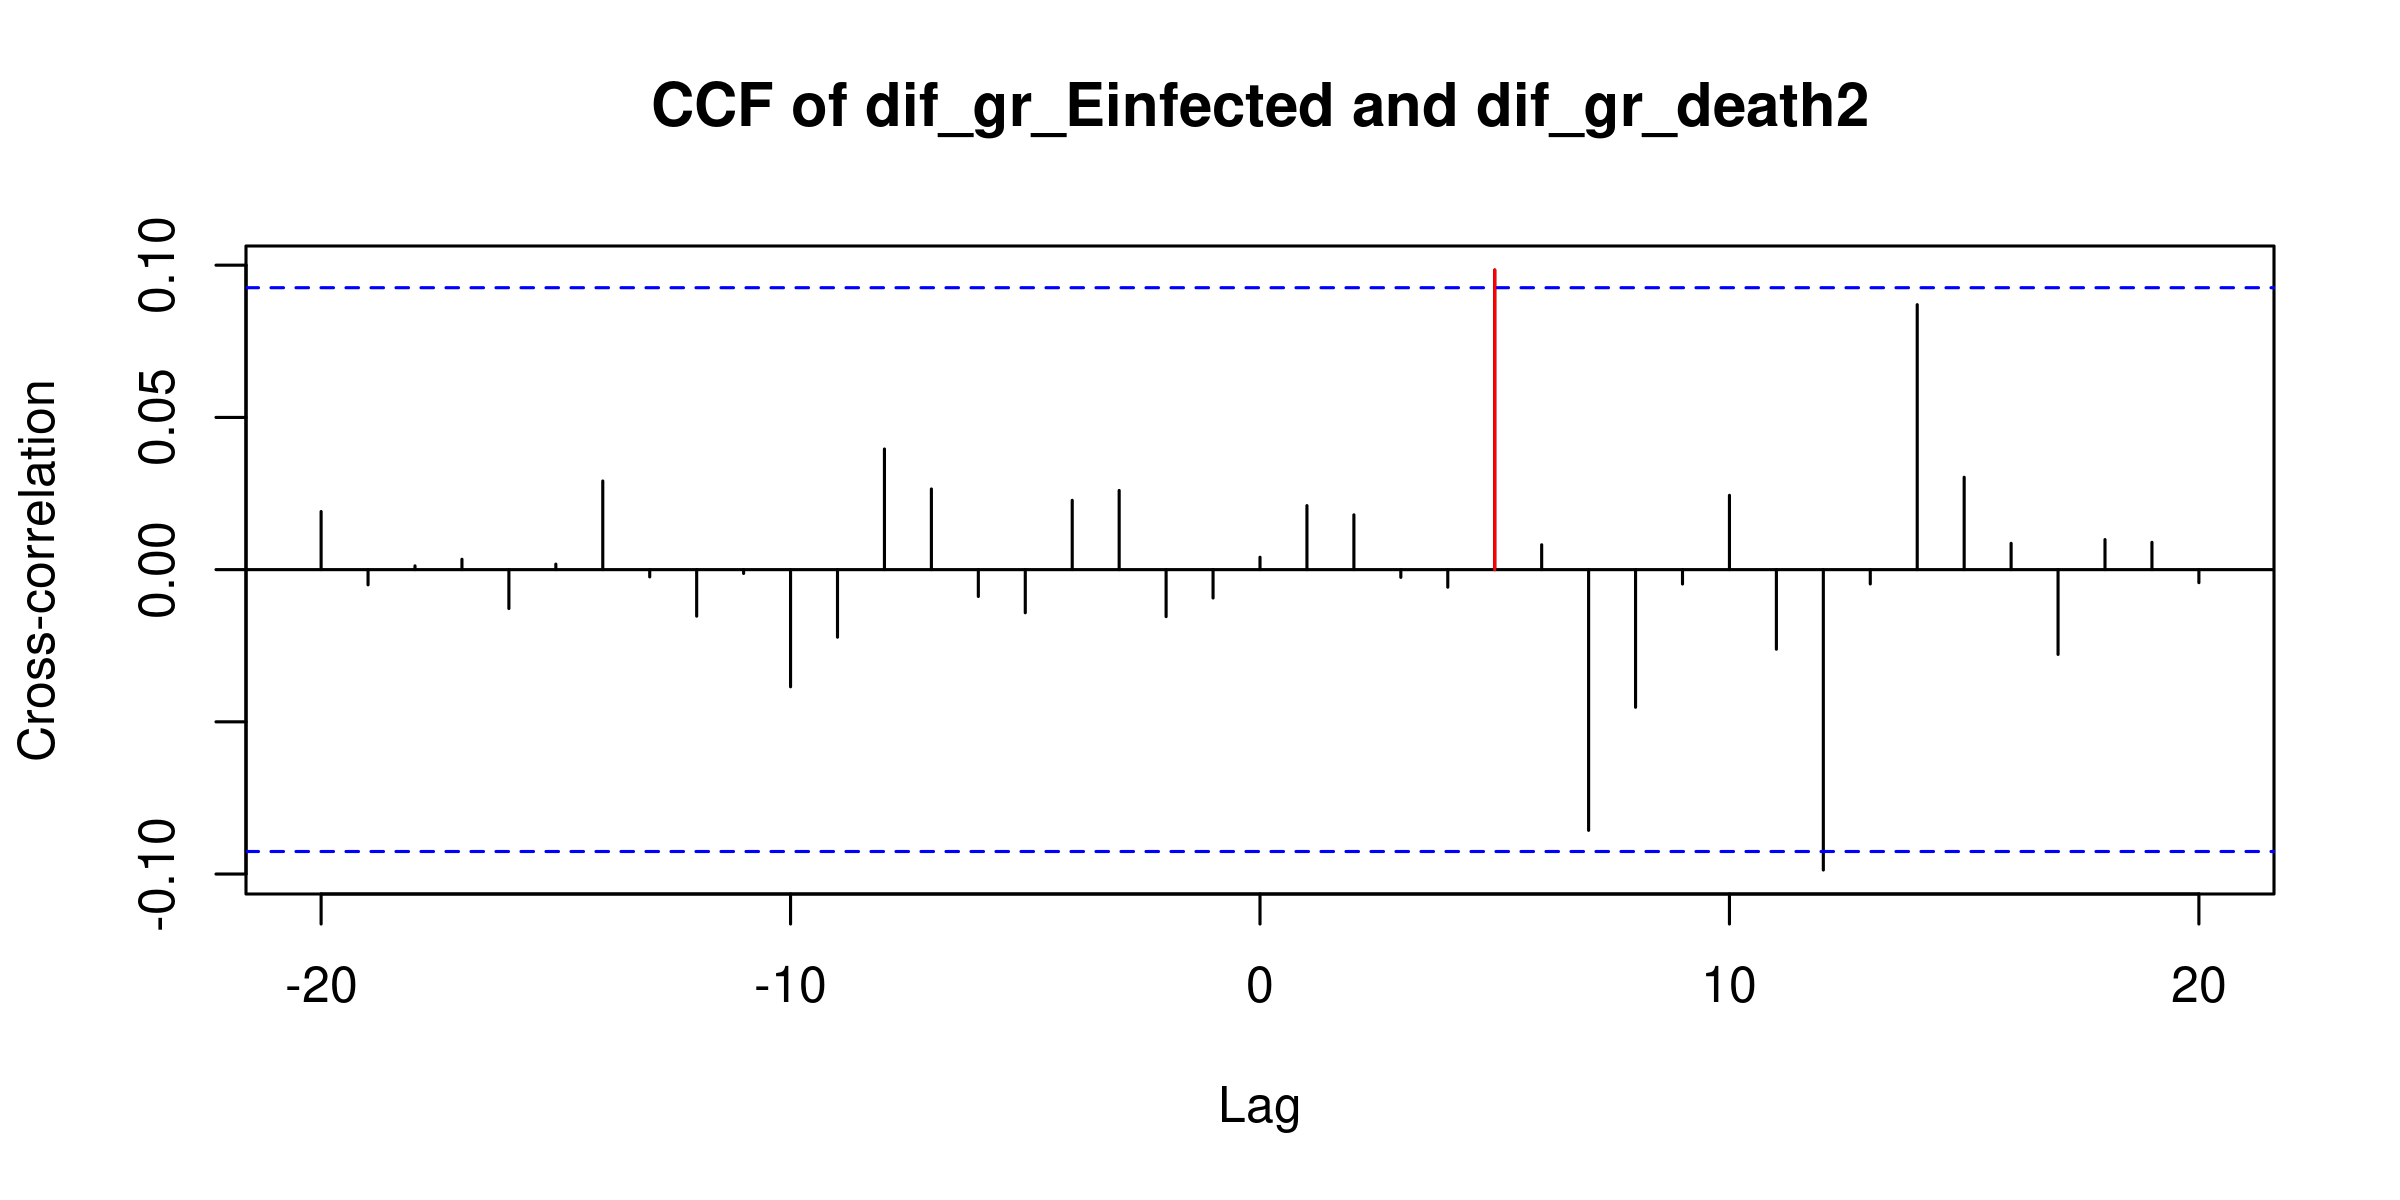 CCF of dif_gr_Einfected and dif_gr_death2
Cross-correlation
0.10
0.05
0.00
-0.10
-20 -10 0 10 20
Lag